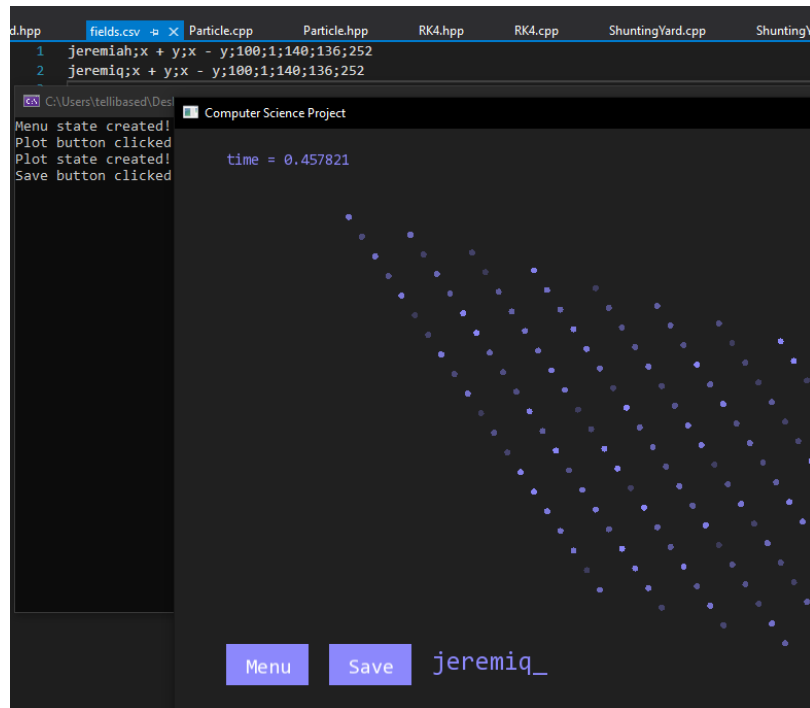 d.hpp fields.csv Particle.cpp Particle.hpp RK4.hpp RK4.cpp ShuntingYard.cpp ShuntingY
1 jeremiah;x + y;x - y;100;1;140;136;252
2 jeremiq;x + y;x - y;100;1;140;136;252
C:\Users\tellibased\Des
Computer Science Project
Menu state created!
Plot button clicked
Plot state created!
Save button clicked
time = 0.457821
Menu Save jeremiq_